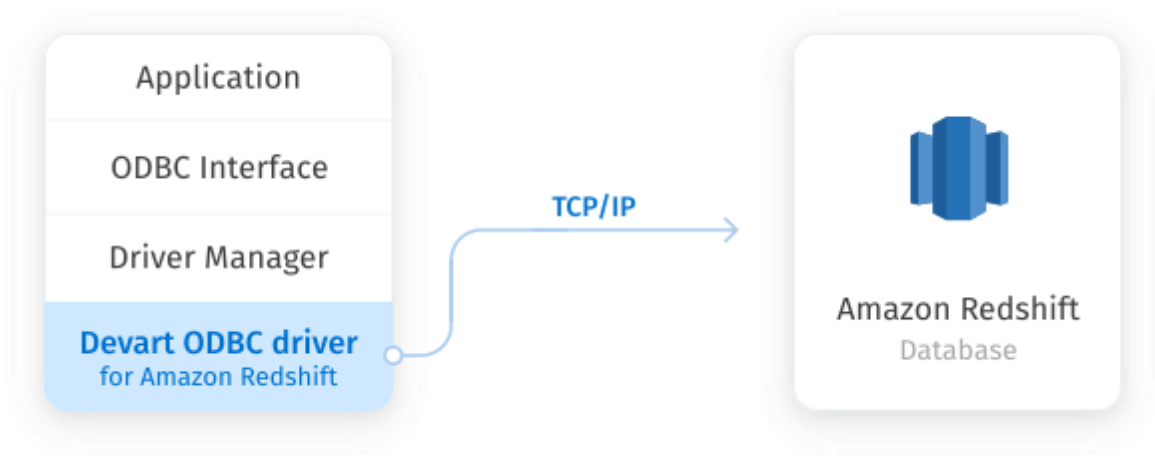 Application
ODBC Interface
Driver Manager
Devart ODBC driver
for Amazon Redshift
TCP/IP
Amazon Redshift
Database